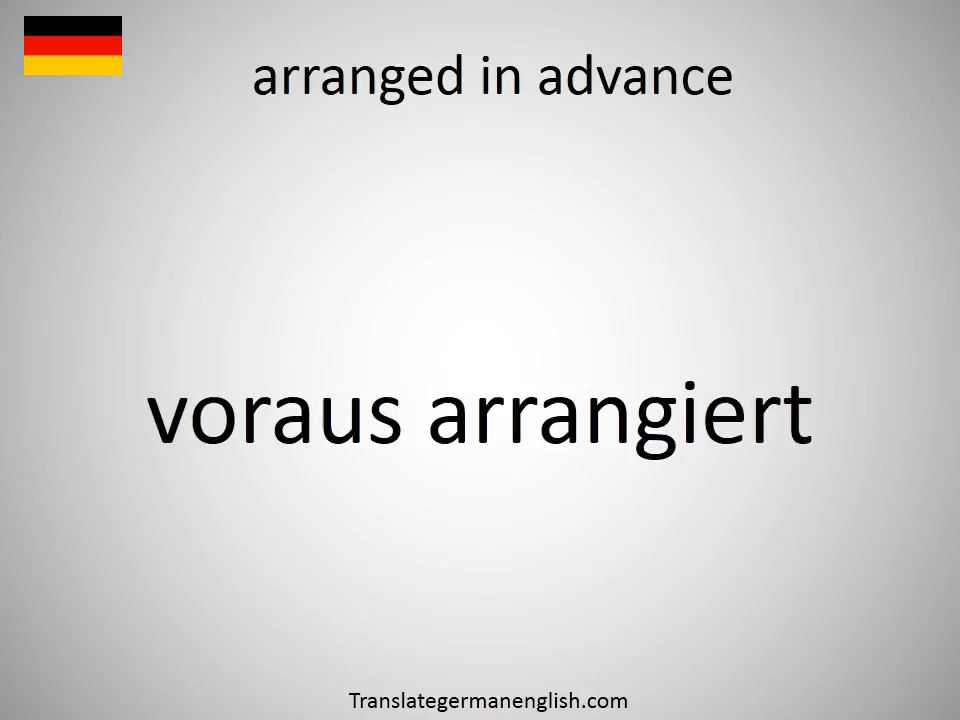 arranged in advance
voraus arrangiert
Translategermanenglish.com